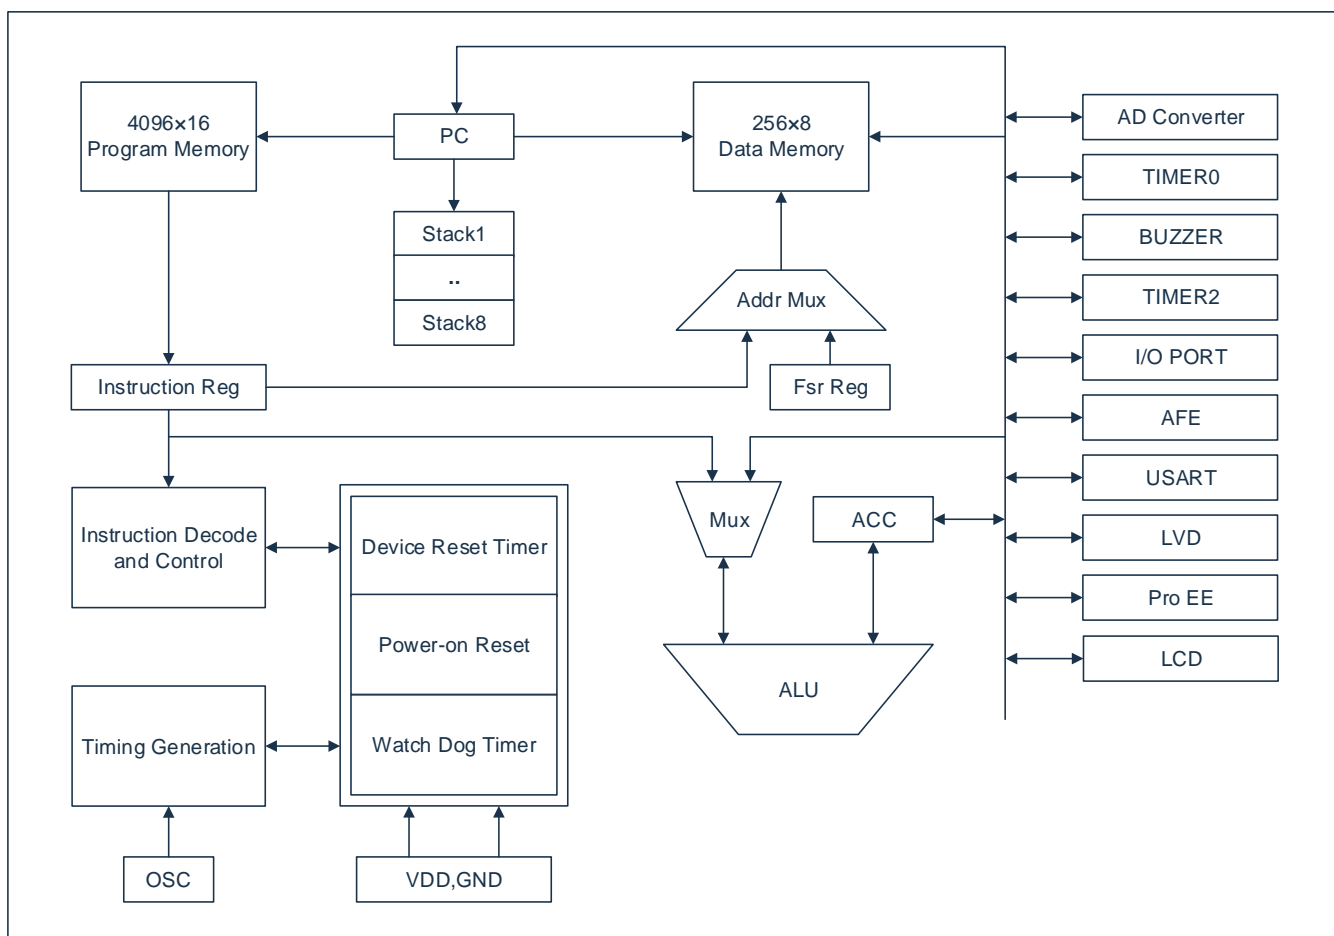 4096×16
Program Memory
PC
256×8
Data Memory
Stack1
..
Stack8
Addr Mux
Instruction Reg
Fsr Reg
Instruction Decode
and Control
Device Reset Timer
Power-on Reset
Watch Dog Timer
Mux
ACC
ALU
Timing Generation
OSC
VDD,GND
AD Converter
TIMER0
BUZZER
TIMER2
I/O PORT
AFE
USART
LVD
Pro EE
LCD